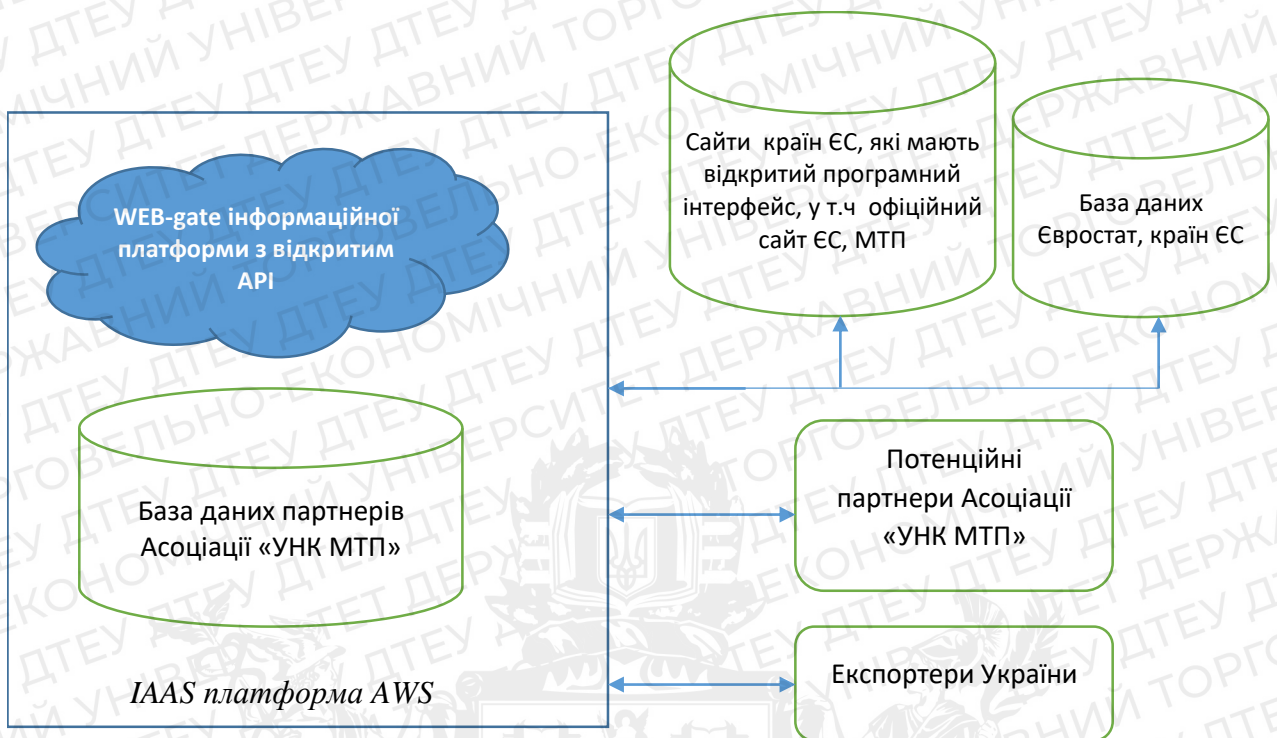 WEB-gate інформаційної
платформи з відкритим
API
База даних партнерів
Асоціації «УНК МТП»
IAAS платформа AWS
Сайти країн ЄС, які мають
відкритий програмний
інтерфейс, у т.ч офіційний
сайт ЄС, МТП
База даних
Євростат, країн ЄС
Потенційні
партнери Асоціації
«УНК МТП»
Експортери України